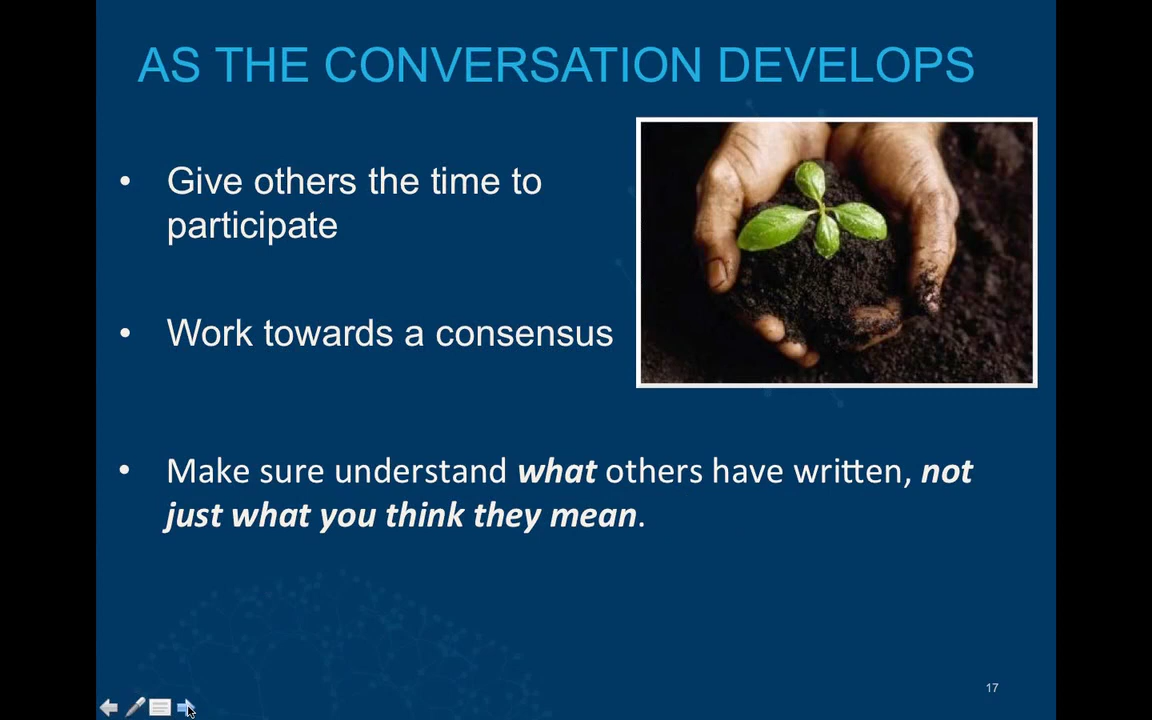 AS THE CONVERSATION DEVELOPS
• Give others the time to
participate
• Work towards a consensus
• Make sure understand what others have written, not
just what you think they mean.
17